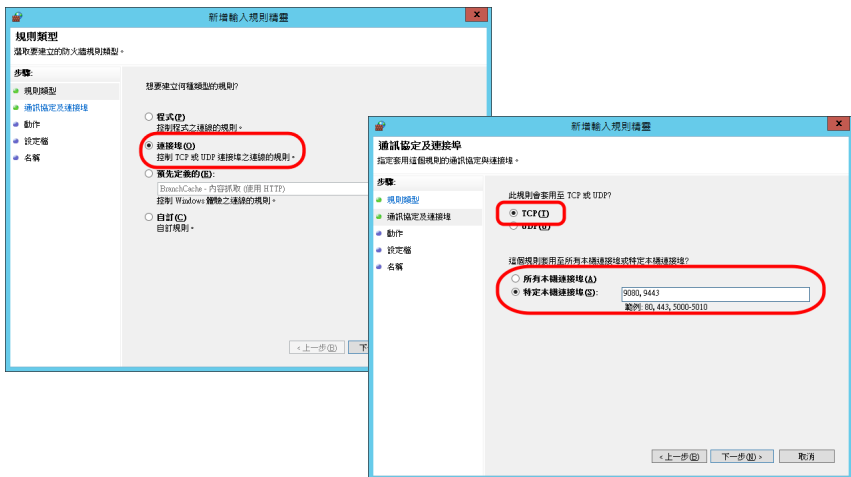 新增輸入規則精靈
x
規則類型
選取要建立的防火牆規則類型。
步驟:
規則類型
通訊協定及連接埠
動作
設定檔
名稱
想要建立何種類型的規則?
程式(P)
控制程式之連線的規則。
連接埠(O)
控制 TCP 或 UDP 連接埠之連線的規則。
預先定義的(E):
BranchCache - 內容抓取 (使用 HTTP)
控制 Windows 體驗之連線的規則。
自訂(C)
自訂規則。
<上一步(B)
下
新增輸入規則精靈
x
通訊協定及連接埠
指定套用這個規則的通訊協定與連接埠。
步驟:
規則類型
通訊協定及連接埠
動作
設定檔
名稱
此規則會套用至 TCP 或 UDP?
TCP(T)
UDP(U)
這個規則套用至所有本機連接埠或特定本機連接埠?
所有本機連接埠(A)
特定本機連接埠(S):
9080, 9443
範例: 80, 443, 5000-5010
<上一步(B)
下一步(N)>
取消